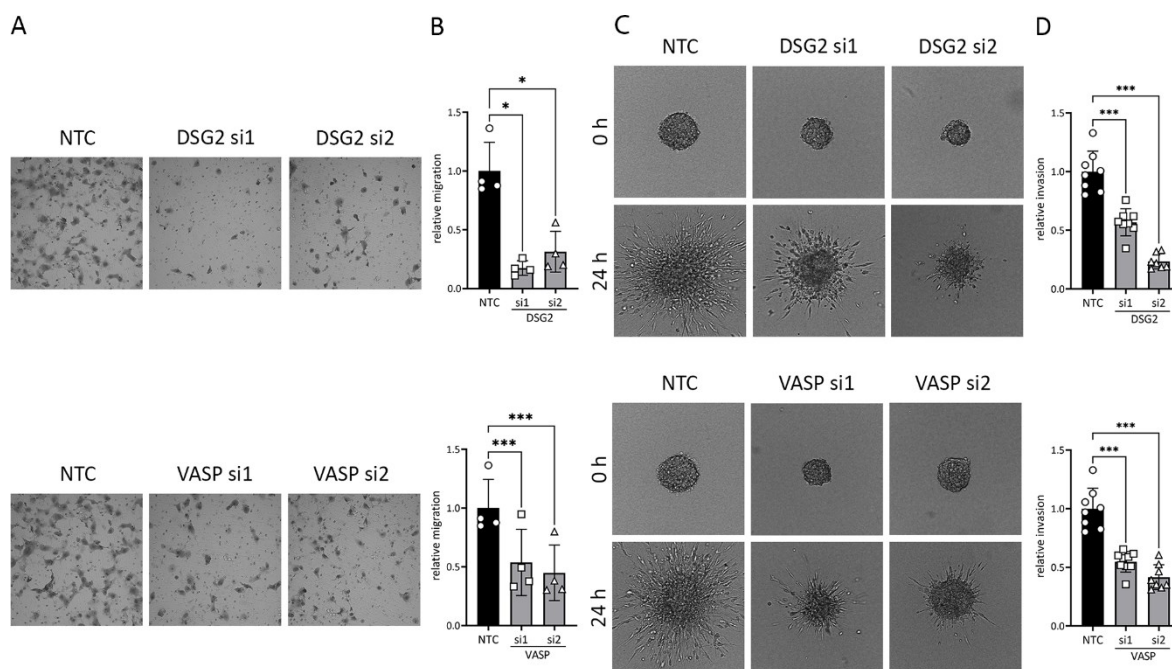 A
B
C
D
NTC
DSG2 si1
DSG2 si2
*
*
1.5
1.0
0.5
0.0
relative migration
NTC
si1
si2
DSG2
NTC
DSG2 si1
DSG2 si2
0 h
24 h
***
***
1.5
1.0
0.5
0.0
relative invasion
NTC
si1
si2
DSG2
NTC
VASP si1
VASP si2
***
***
1.5
1.0
0.5
0.0
relative migration
NTC
si1
si2
VASP
NTC
VASP si1
VASP si2
0 h
24 h
***
***
1.5
1.0
0.5
0.0
relative invasion
NTC
si1
si2
VASP